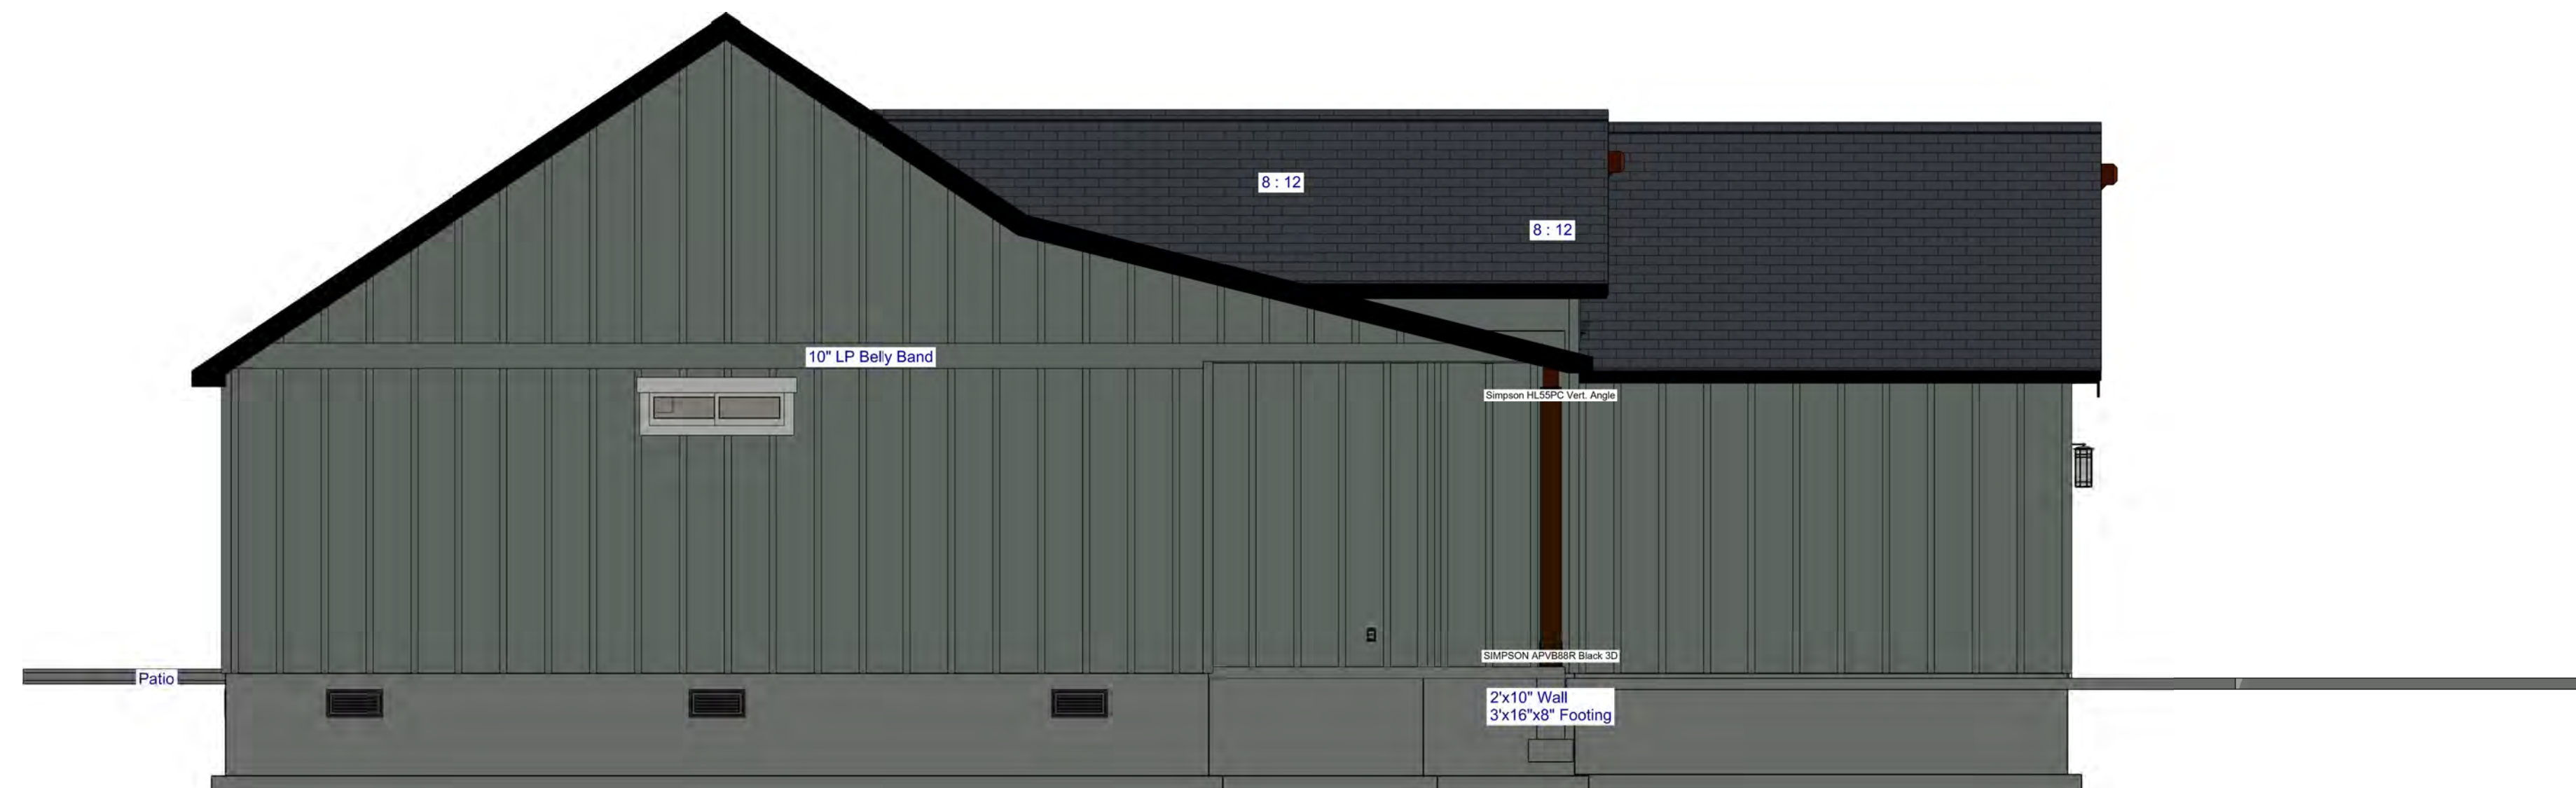 8 : 12
8 : 12
10" LP Belly Band
Simpson HL55PC Vert. Angle
SIMPSON APVB88R Black 3D
Patio
2'x10" Wall
3'x16"x8" Footing